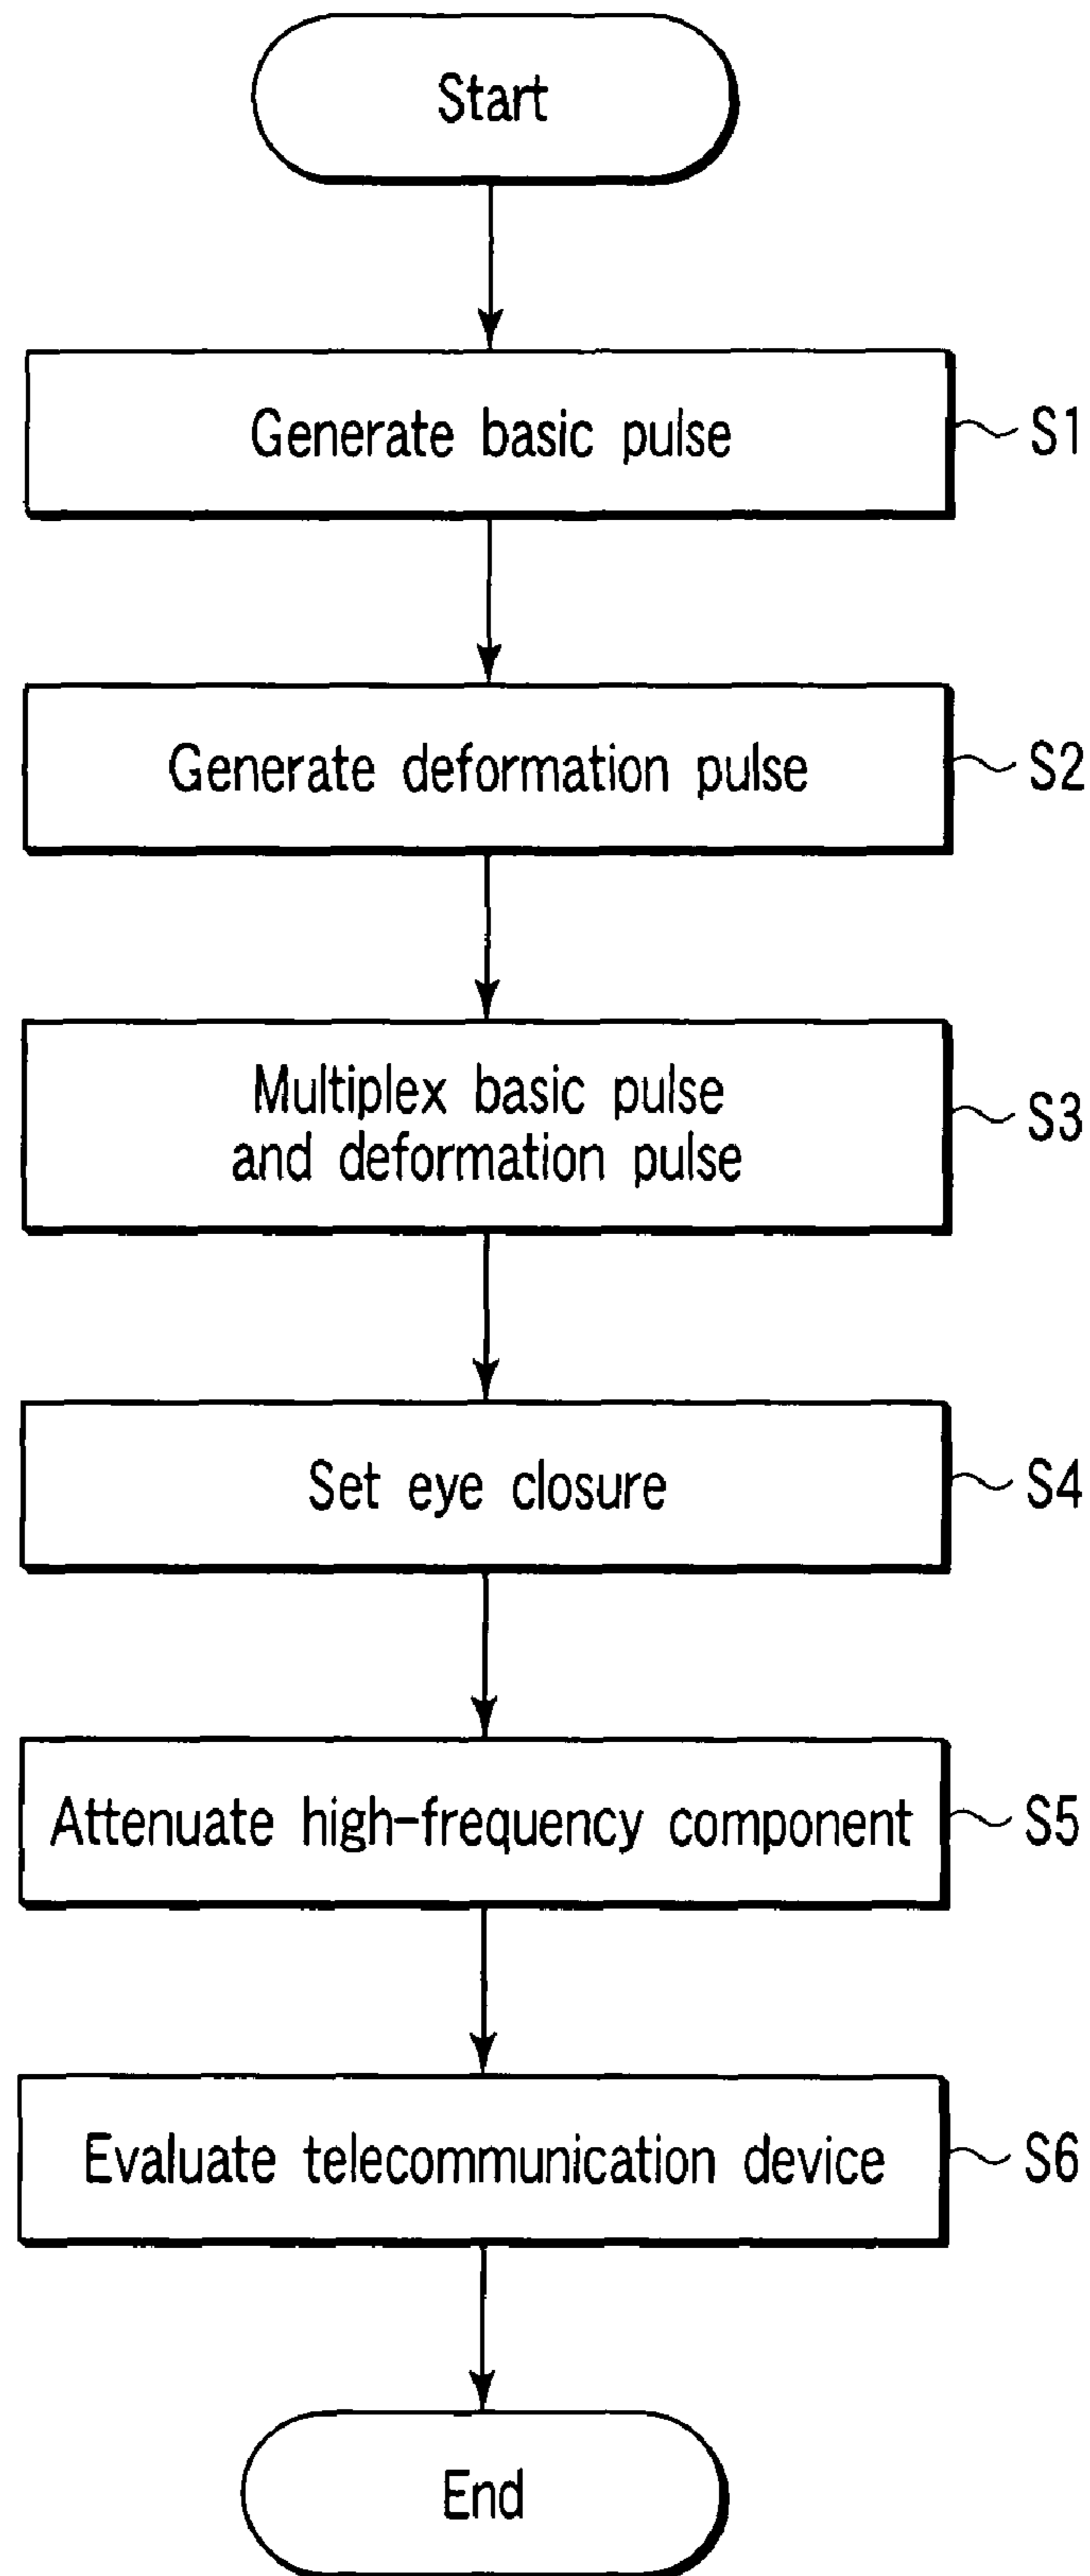 Start
Generate basic pulse
S1
Generate deformation pulse
S2
Multiplex basic pulse
and deformation pulse
S3
Set eye closure
S4
Attenuate high-frequency component
S5
Evaluate telecommunication device
S6
End